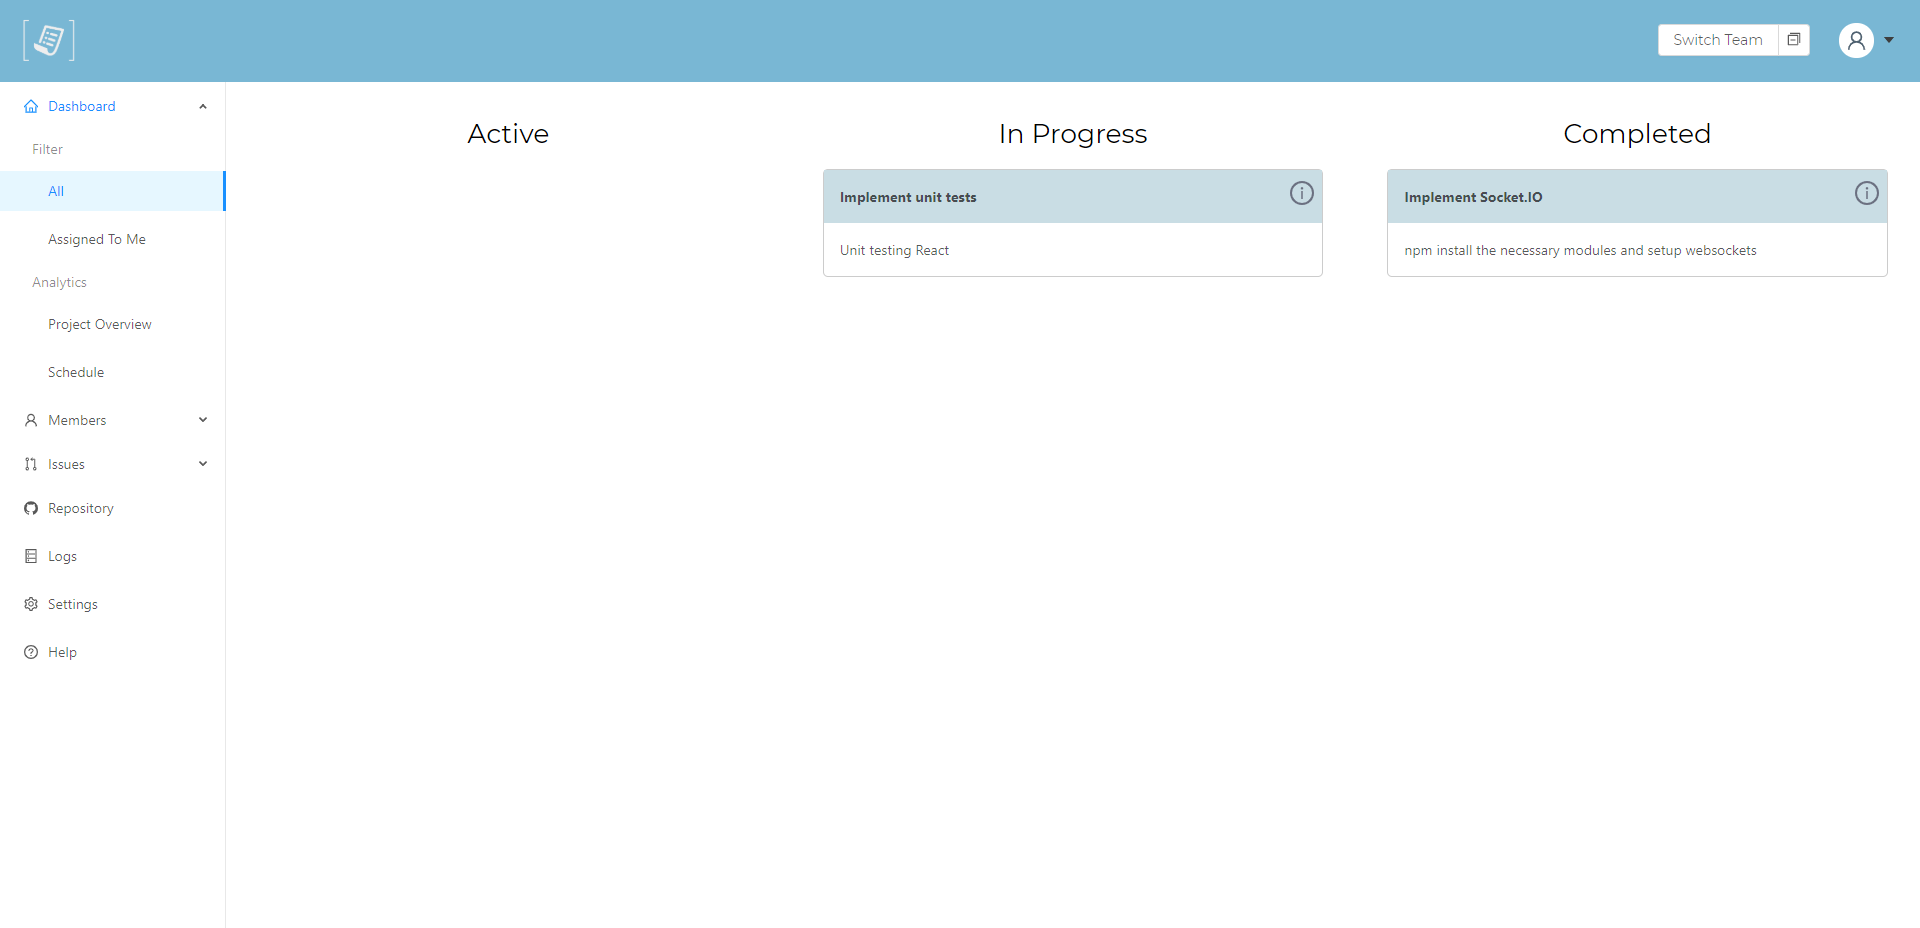 Switch Team
Dashboard
Filter
All
Assigned To Me
Analytics
Project Overview
Schedule
Members
Issues
Repository
Logs
Settings
Help
Active
In Progress
Implement unit tests
Unit testing React
Completed
Implement Socket.IO
npm install the necessary modules and setup websockets